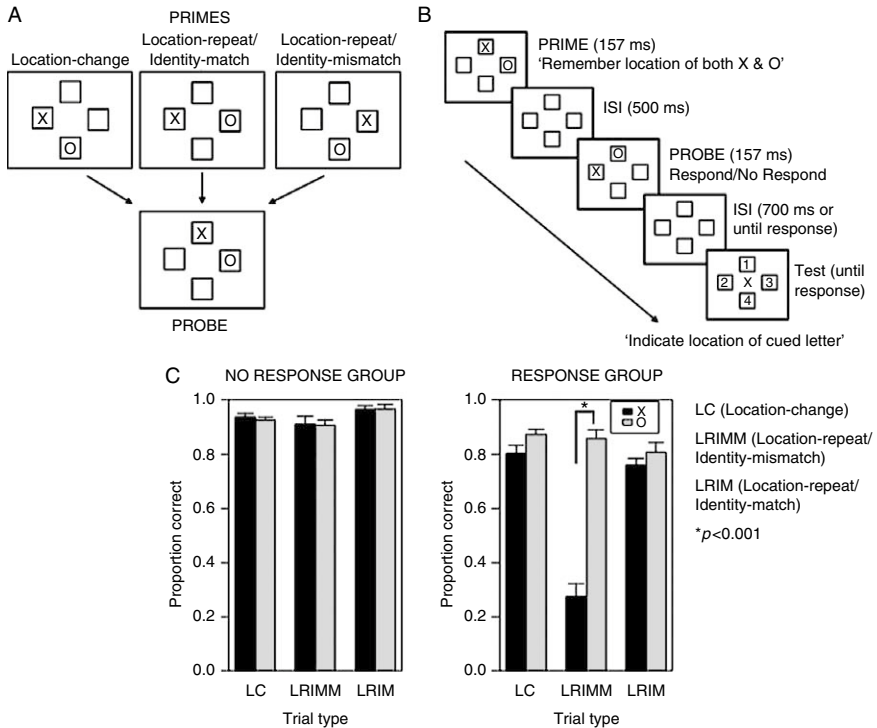 A
PRIMES
Location-change
Location-repeat/
Identity-match
Location-repeat/
Identity-mismatch
X
O
X
O
X
O
X
O
PROBE
B
X
O
PRIME (157 ms)
‘Remember location of both X & O’
ISI (500 ms)
O
X
PROBE (157 ms)
Respond/No Respond
ISI (700 ms or
until response)
1
2 X 3
4
Test (until
response)
‘Indicate location of cued letter’
C
NO RESPONSE GROUP
Proportion correct
1.0
0.8
0.6
0.4
0.2
0.0
LC LRIMM LRIM
Trial type
RESPONSE GROUP
Proportion correct
1.0
0.8
0.6
0.4
0.2
0.0
*
X
O
LC LRIMM LRIM
Trial type
LC (Location-change)
LRIMM (Location-repeat/
Identity-mismatch)
LRIM (Location-repeat/
Identity-match)
*p<0.001